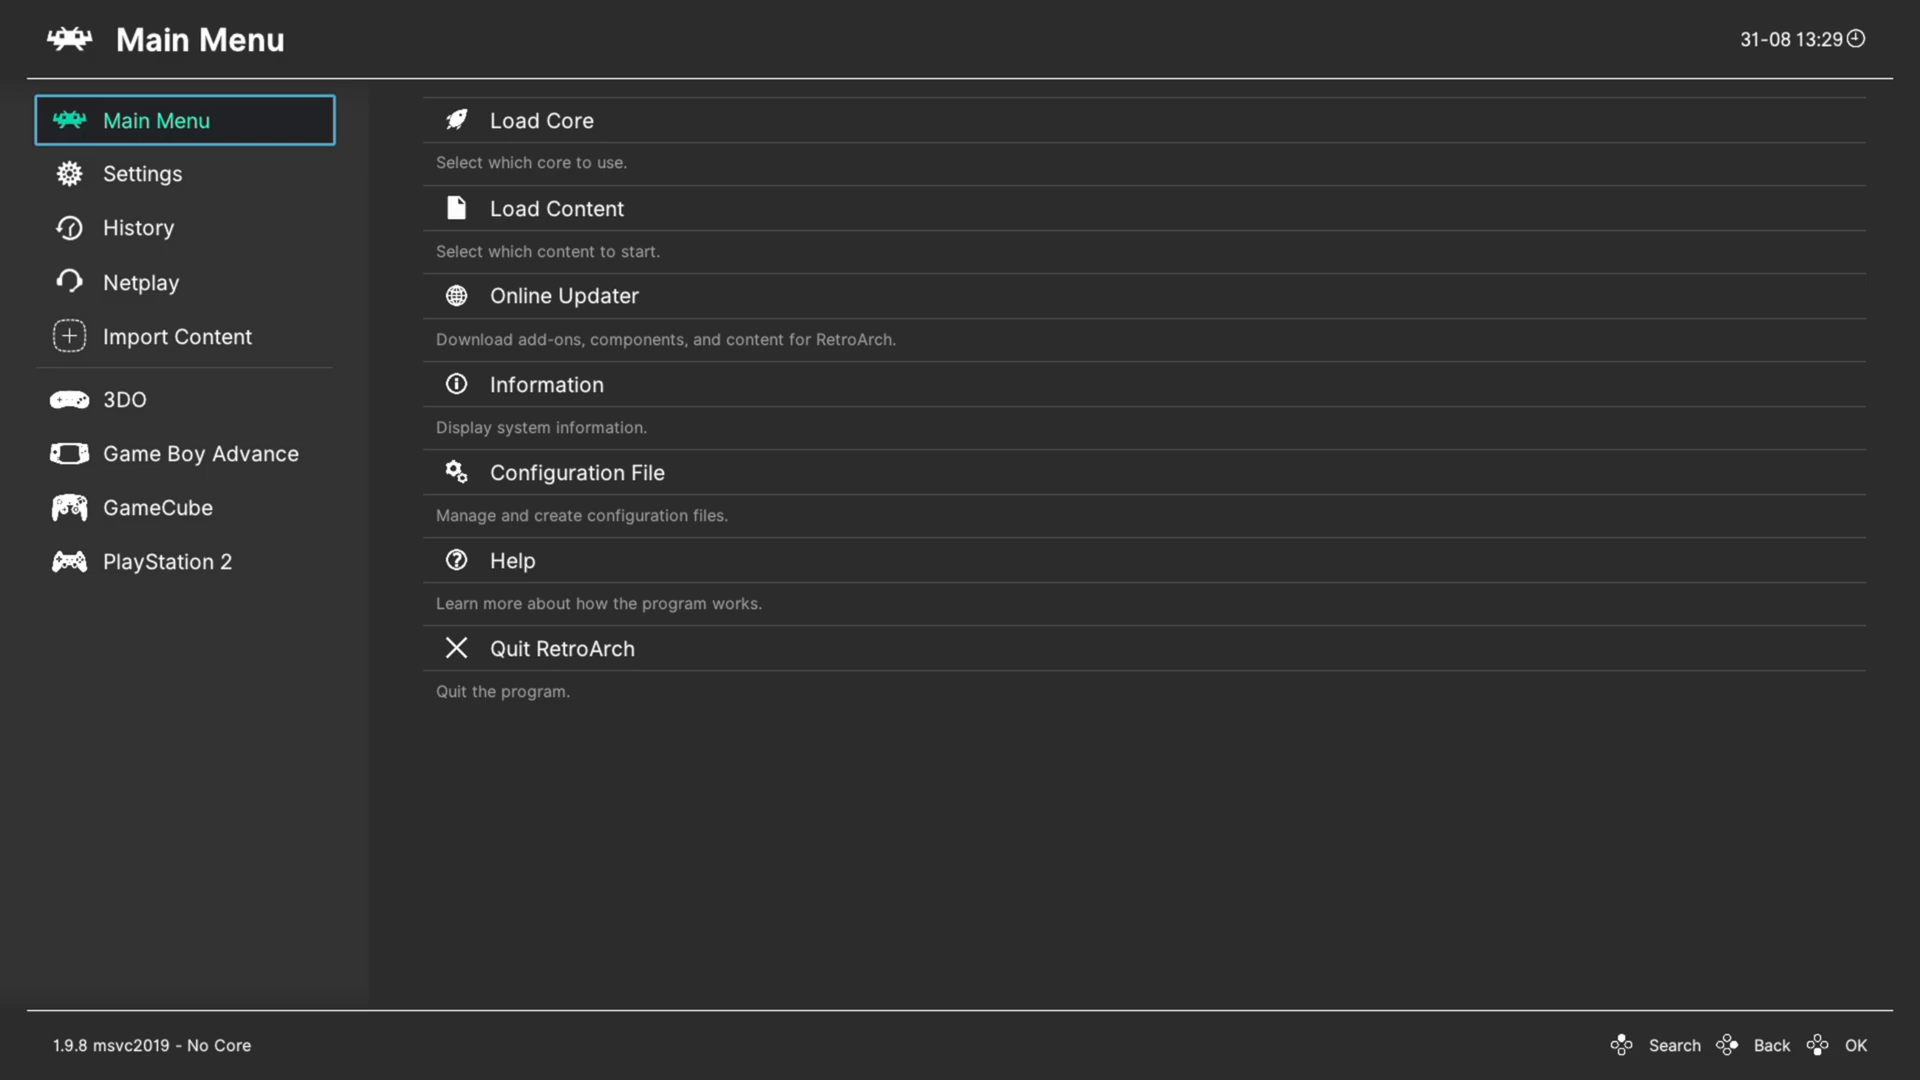 Main Menu
31-08 13:29
Main Menu
Settings
History
Netplay
Import Content
3DO
Game Boy Advance
GameCube
PlayStation 2
Load Core
Select which core to use.
Load Content
Select which content to start.
Online Updater
Download add-ons, components, and content for RetroArch.
Information
Display system information.
Configuration File
Manage and create configuration files.
Help
Learn more about how the program works.
Quit RetroArch
Quit the program.
1.9.8 msvc2019 - No Core
Search Back OK